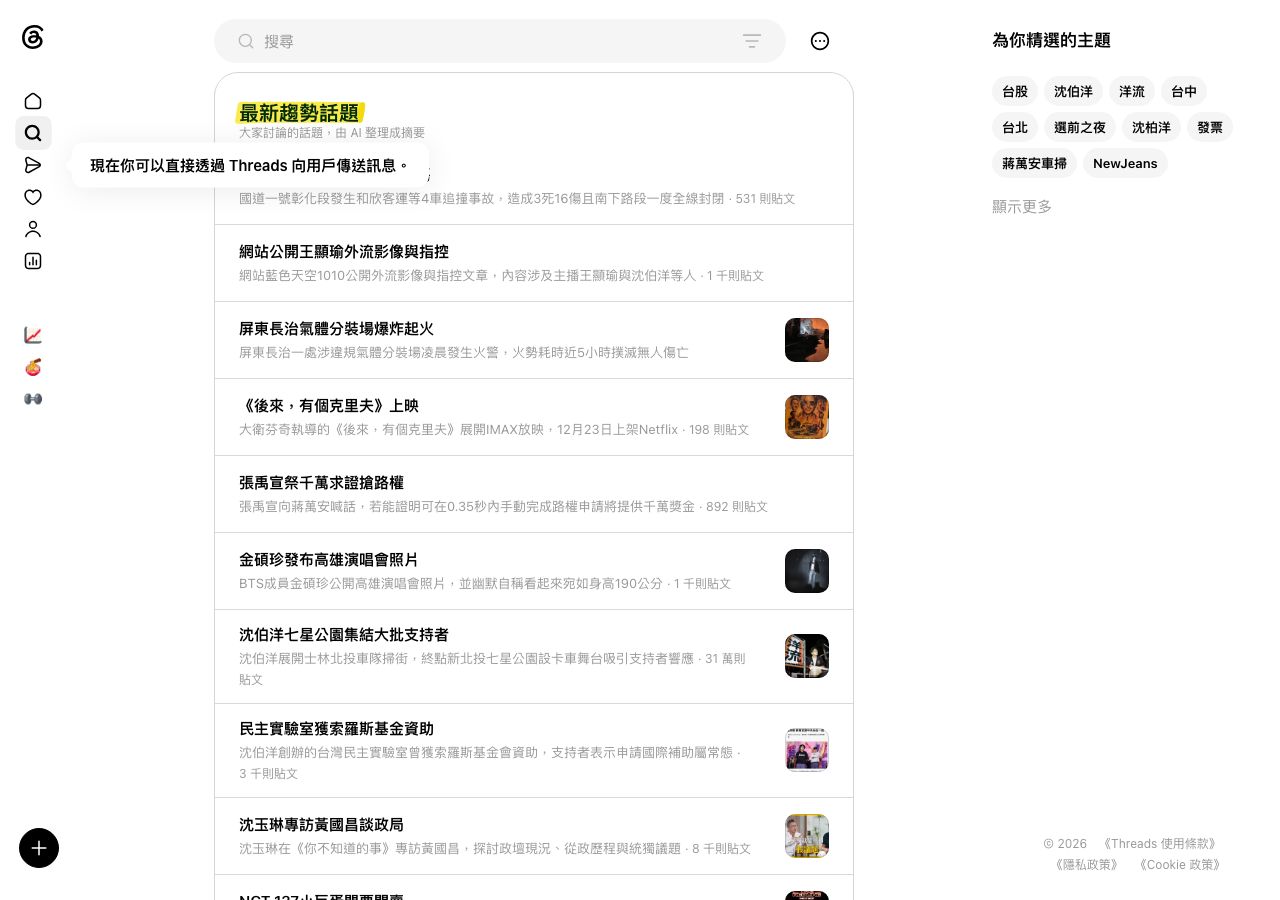 搜尋
最新趨勢話題
大家討論的話題，由 AI 整理成摘要
現在你可以直接透過 Threads 向用戶傳送訊息。
國道一號彰化段發生和欣客運等4車追撞事故，造成3死16傷且南下路段一度全線封閉 · 531 則貼文
網站公開王顯瑜外流影像與指控
網站藍色天空1010公開外流影像與指控文章，內容涉及主播王顯瑜與沈伯洋等人 · 1 千則貼文
屏東長治氣體分裝場爆炸起火
屏東長治一處涉違規氣體分裝場凌晨發生火警，火勢耗時近5小時撲滅無人傷亡
《後來，有個克里夫》上映
大衛芬奇執導的《後來，有個克里夫》展開IMAX放映，12月23日上架Netflix · 198 則貼文
張禹宣祭千萬求證搶路權
張禹宣向蔣萬安喊話，若能證明可在0.35秒內手動完成路權申請將提供千萬獎金 · 892 則貼文
金碩珍發布高雄演唱會照片
BTS成員金碩珍公開高雄演唱會照片，並幽默自稱看起來宛如身高190公分 · 1 千則貼文
沈伯洋七星公園集結大批支持者
沈伯洋展開士林北投車隊掃街，終點新北投七星公園設卡車舞台吸引支持者響應 · 31 萬則
貼文
民主實驗室獲索羅斯基金資助
沈伯洋創辦的台灣民主實驗室曾獲索羅斯基金會資助，支持者表示申請國際補助屬常態 ·
3 千則貼文
沈玉琳專訪黃國昌談政局
沈玉琳在《你不知道的事》專訪黃國昌，探討政壇現況、從政歷程與統獨議題 · 8 千則貼文
為你精選的主題
台股
沈伯洋
洋流
台中
台北
選前之夜
沈柏洋
發票
蔣萬安車掃
NewJeans
顯示更多
© 2026
《Threads 使用條款》
《隱私政策》
《Cookie 政策》